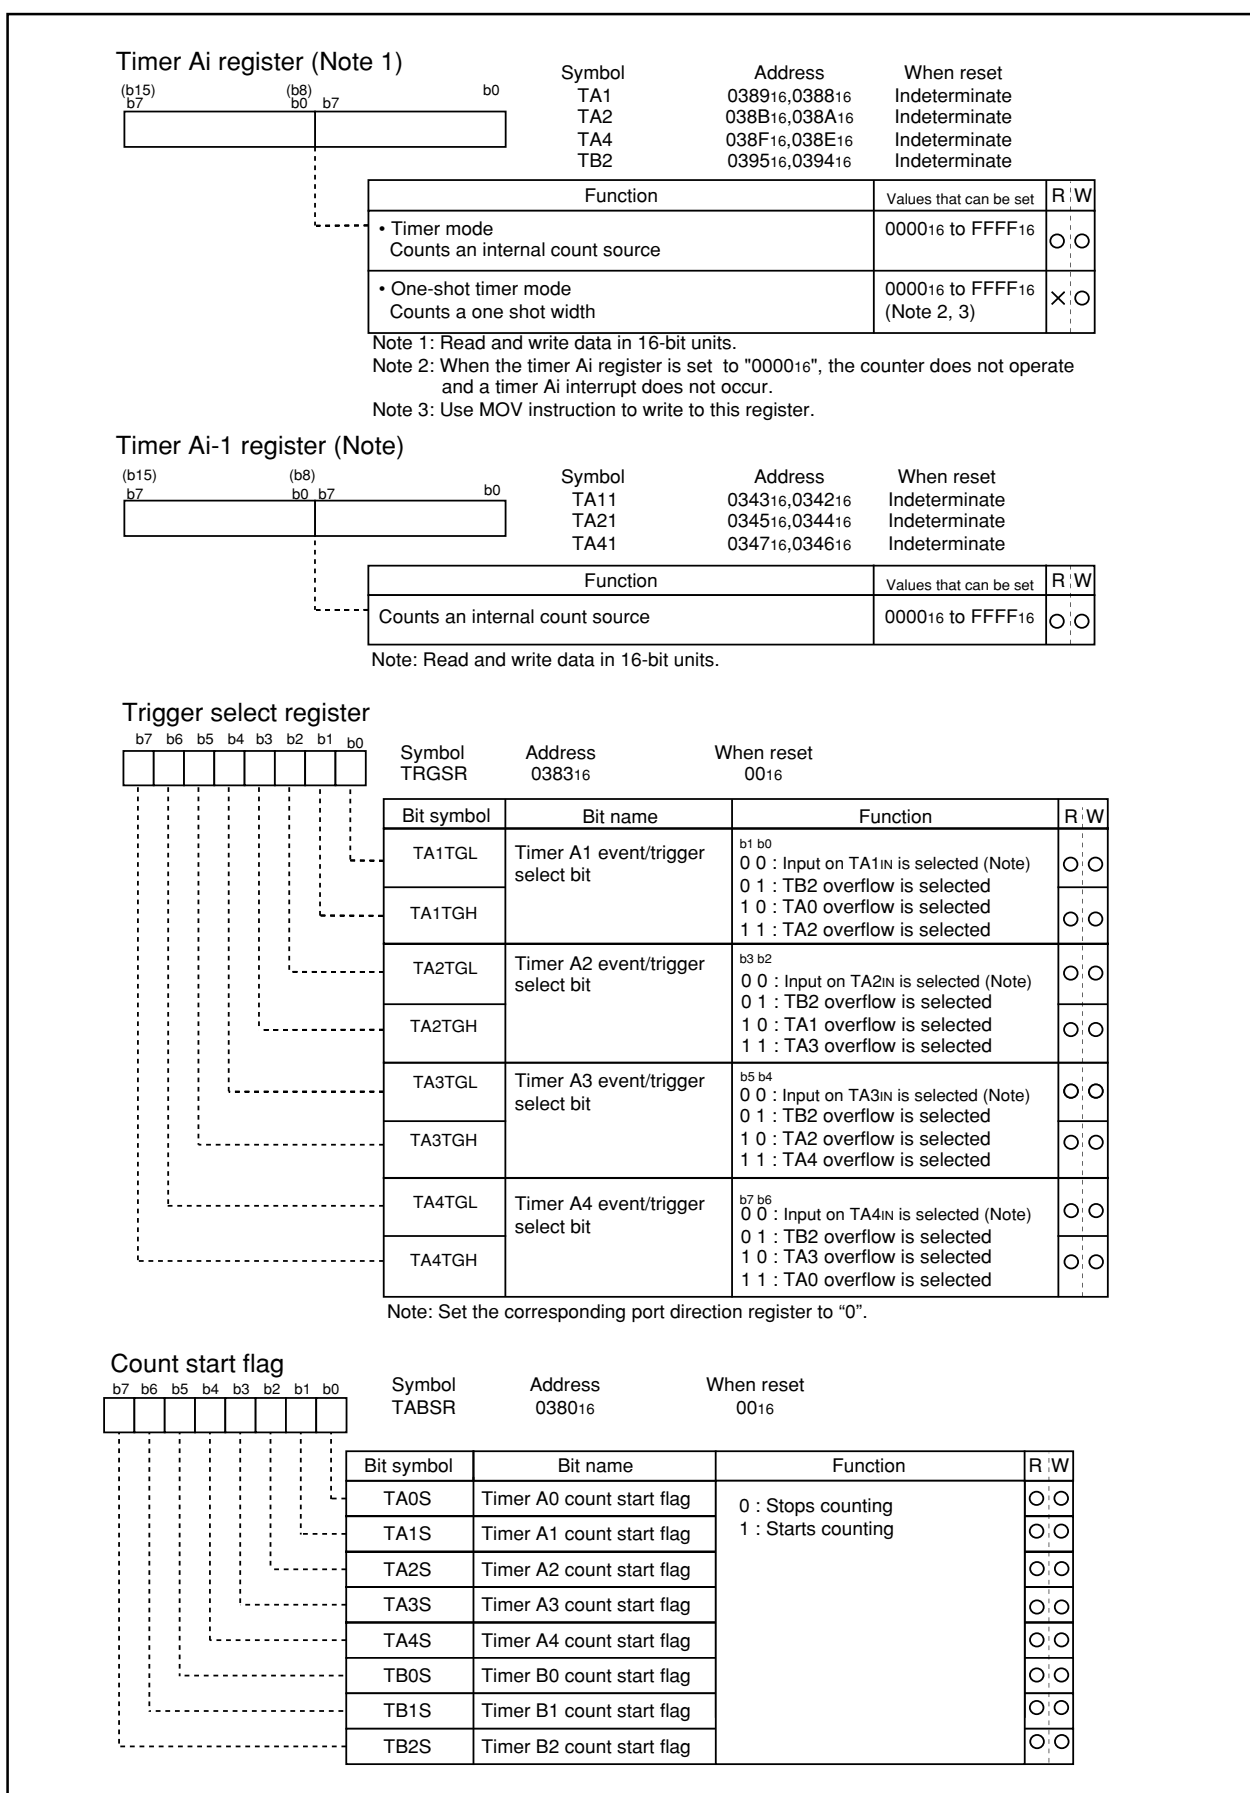 Timer Ai register (Note 1)
Symbol Address When reset
(b15) (b8) b0
b7 b0 b7
TA1 038916,038816 Indeterminate
TA2 038B16,038A16 Indeterminate
TA4 038F16,038E16 Indeterminate
TB2 039516,039416 Indeterminate
Function Values that can be set R W
• Timer mode 000016 to FFFF16
Counts an internal count source
• One-shot timer mode 000016 to FFFF16
Counts a one shot width (Note 2, 3)
Note 1: Read and write data in 16-bit units.
Note 2: When the timer Ai register is set to "000016", the counter does not operate
and a timer Ai interrupt does not occur.
Note 3: Use MOV instruction to write to this register.
Timer Ai-1 register (Note)
(b15) (b8) Symbol Address When reset
b7 b0 b7 b0
TA11 034316,034216 Indeterminate
TA21 034516,034416 Indeterminate
TA41 034716,034616 Indeterminate
Function Values that can be set R W
Counts an internal count source 000016 to FFFF16
Note: Read and write data in 16-bit units.
Trigger select register
b7 b6 b5 b4 b3 b2 b1 b0
Symbol Address When reset
TRGSR 038316 0016
Bit symbol Bit name Function R W
TA1TGL Timer A1 event/trigger
select bit
b1 b0
0 0 : Input on TA1IN is selected (Note)
0 1 : TB2 overflow is selected
TA1TGH 1 0 : TA0 overflow is selected
1 1 : TA2 overflow is selected
TA2TGL Timer A2 event/trigger
select bit
b3 b2
0 0 : Input on TA2IN is selected (Note)
0 1 : TB2 overflow is selected
TA2TGH 1 0 : TA1 overflow is selected
1 1 : TA3 overflow is selected
TA3TGL Timer A3 event/trigger
select bit
b5 b4
0 0 : Input on TA3IN is selected (Note)
0 1 : TB2 overflow is selected
TA3TGH 1 0 : TA2 overflow is selected
1 1 : TA4 overflow is selected
TA4TGL Timer A4 event/trigger
select bit
b7 b6
0 0 : Input on TA4IN is selected (Note)
0 1 : TB2 overflow is selected
TA4TGH 1 0 : TA3 overflow is selected
1 1 : TA0 overflow is selected
Note: Set the corresponding port direction register to “0”.
Count start flag
b7 b6 b5 b4 b3 b2 b1 b0
Symbol Address When reset
TABSR 038016 0016
Bit symbol Bit name Function R W
TA0S Timer A0 count start flag 0 : Stops counting
TA1S Timer A1 count start flag 1 : Starts counting
TA2S Timer A2 count start flag
TA3S Timer A3 count start flag
TA4S Timer A4 count start flag
TB0S Timer B0 count start flag
TB1S Timer B1 count start flag
TB2S Timer B2 count start flag